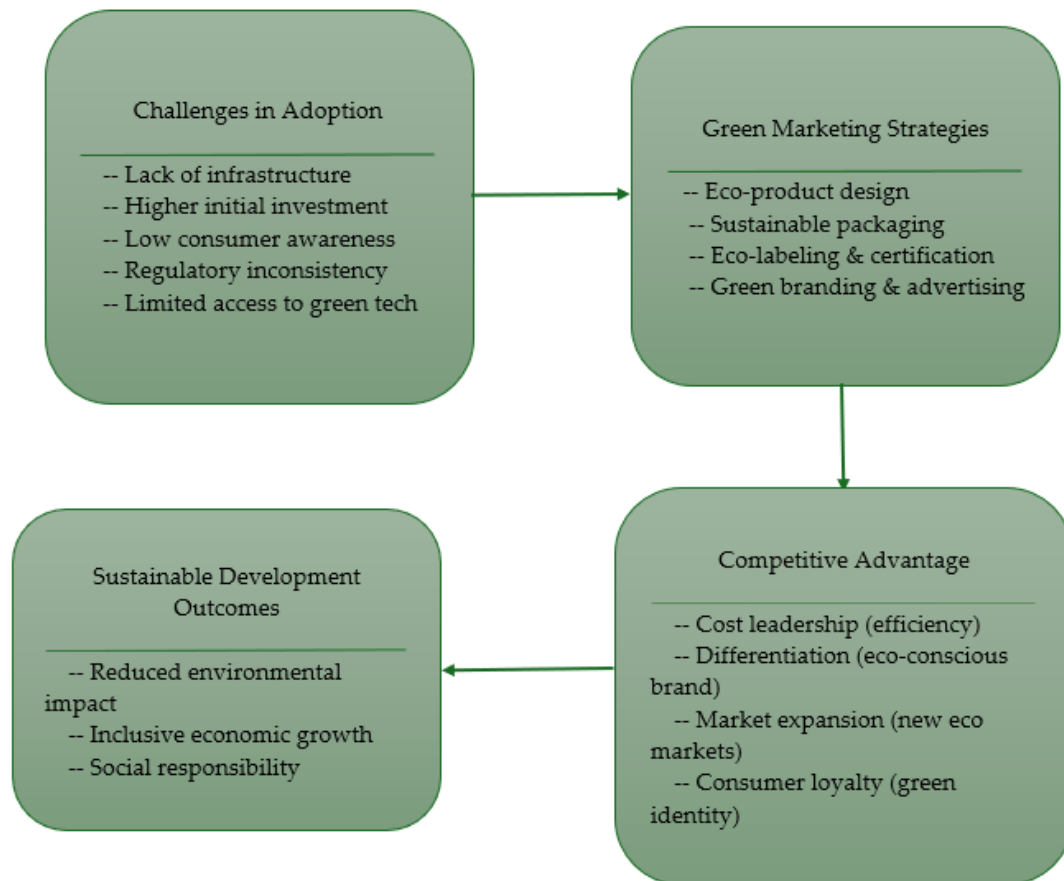 Challenges in Adoption
-- Lack of infrastructure
-- Higher initial investment
-- Low consumer awareness
-- Regulatory inconsistency
-- Limited access to green tech
Green Marketing Strategies
-- Eco-product design
-- Sustainable packaging
-- Eco-labeling & certification
-- Green branding & advertising
Competitive Advantage
-- Cost leadership (efficiency)
-- Differentiation (eco-conscious
brand)
-- Market expansion (new eco
markets)
-- Consumer loyalty (green
identity)
Sustainable Development
Outcomes
-- Reduced environmental
impact
-- Inclusive economic growth
-- Social responsibility